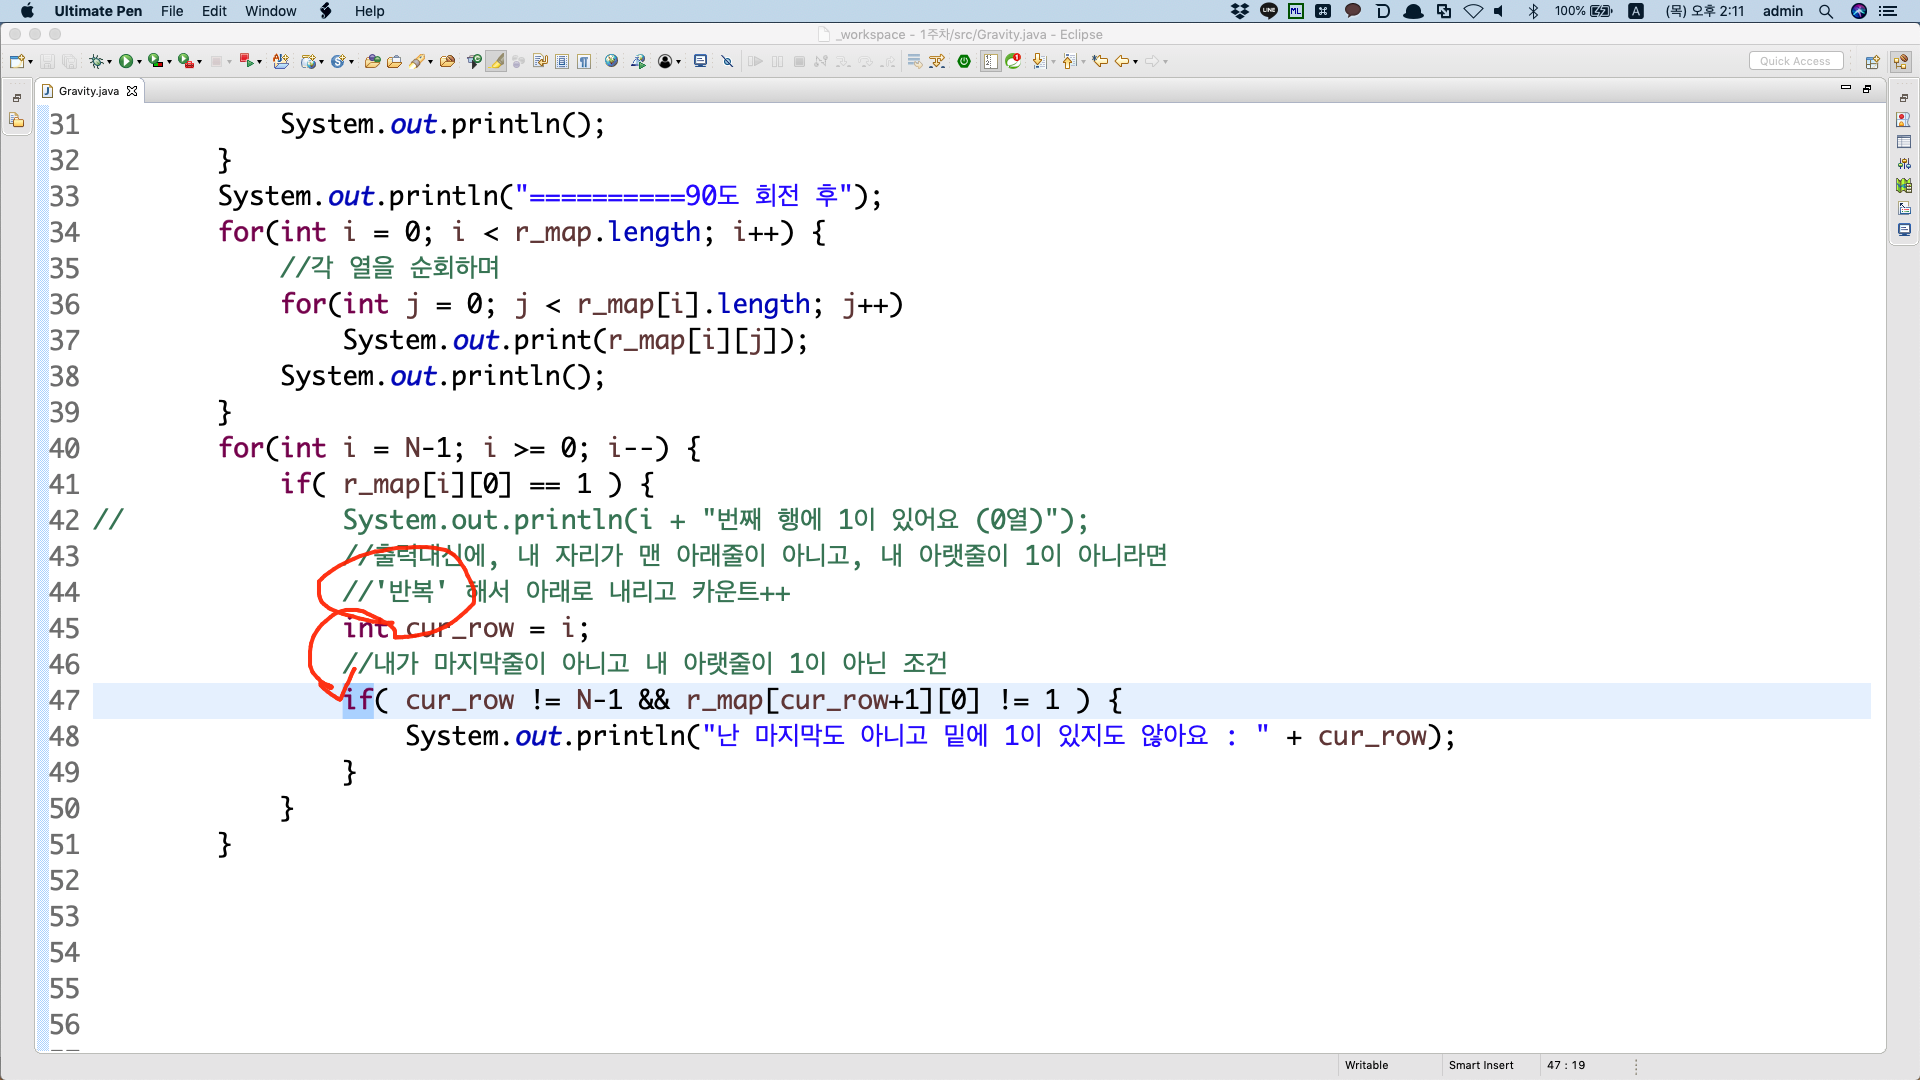 Ultimate Pen File Edit Window Help
100% A (목) 오후 2:11 admin
_workspace - 1주차/src/Gravity.java - Eclipse
Quick Access
Gravity.java
31 System.out.println();
32 }
33 System.out.println("==========90도 회전 후");
34 for(int i = 0; i < r_map.length; i++) {
35 //각 열을 순회하며
36 for(int j = 0; j < r_map[i].length; j++)
37 System.out.print(r_map[i][j]);
38 System.out.println();
39 }
40 for(int i = N-1; i >= 0; i--) {
41 if( r_map[i][0] == 1 ) {
42 // System.out.println(i + "번째 행에 1이 있어요 (0열)");
43 //출력대신에, 내 자리가 맨 아래줄이 아니고, 내 아랫줄이 1이 아니라면
44 //'반복' 해서 아래로 내리고 카운트++
45 int cur_row = i;
46 //내가 마지막줄이 아니고 내 아랫줄이 1이 아닌 조건
47 if( cur_row != N-1 && r_map[cur_row+1][0] != 1 ) {
48 System.out.println("난 마지막도 아니고 밑에 1이 있지도 않아요 : " + cur_row);
49 }
50 }
51 }
52
53
54
55
56
Writable Smart Insert 47 : 19